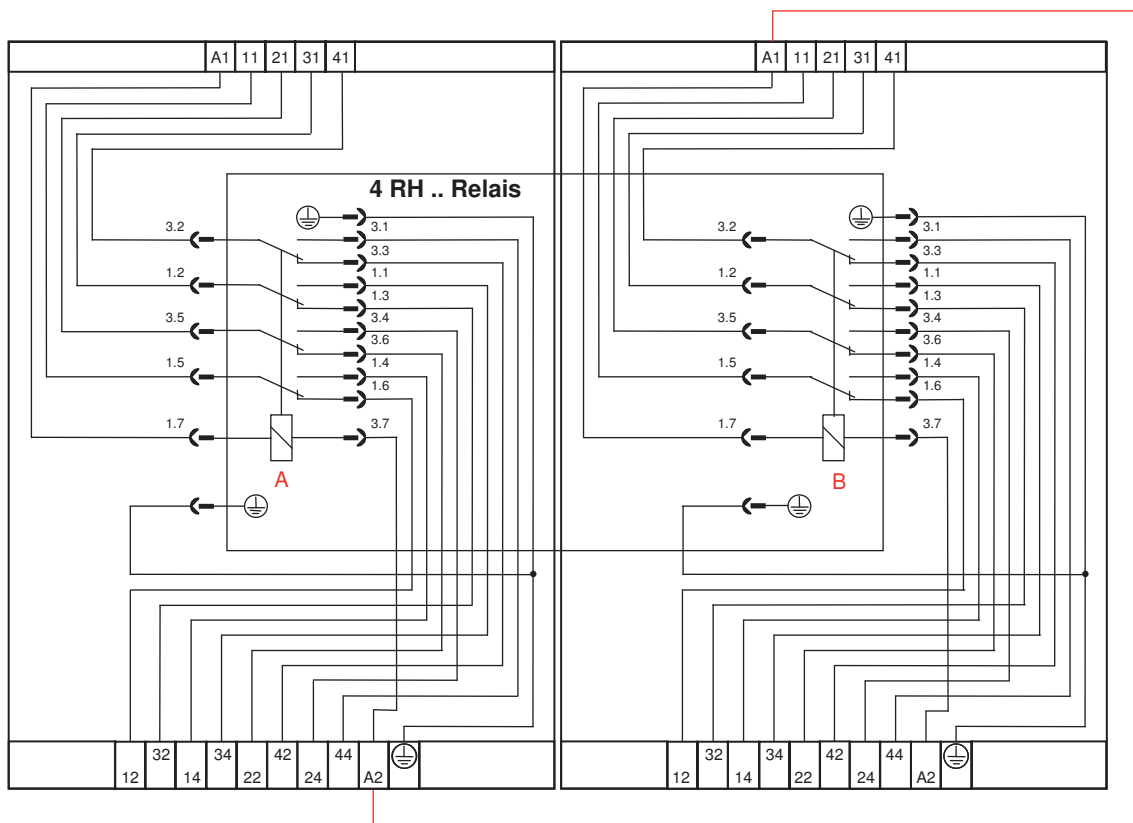 A1 11 21 31 41 A1 11 21 31 41
4 RH .. Relais
3.2 3.1 3.2 3.1
3.3 3.3
1.2 1.1 1.2 1.1
1.3 1.3
3.5 3.4 3.5 3.4
3.6 3.6
1.5 1.4 1.5 1.4
1.6 1.6
1.7 3.7 1.7 3.7
A B
32 34 42 44 32 34 42 44
12 14 22 24 A2 12 14 22 24 A2